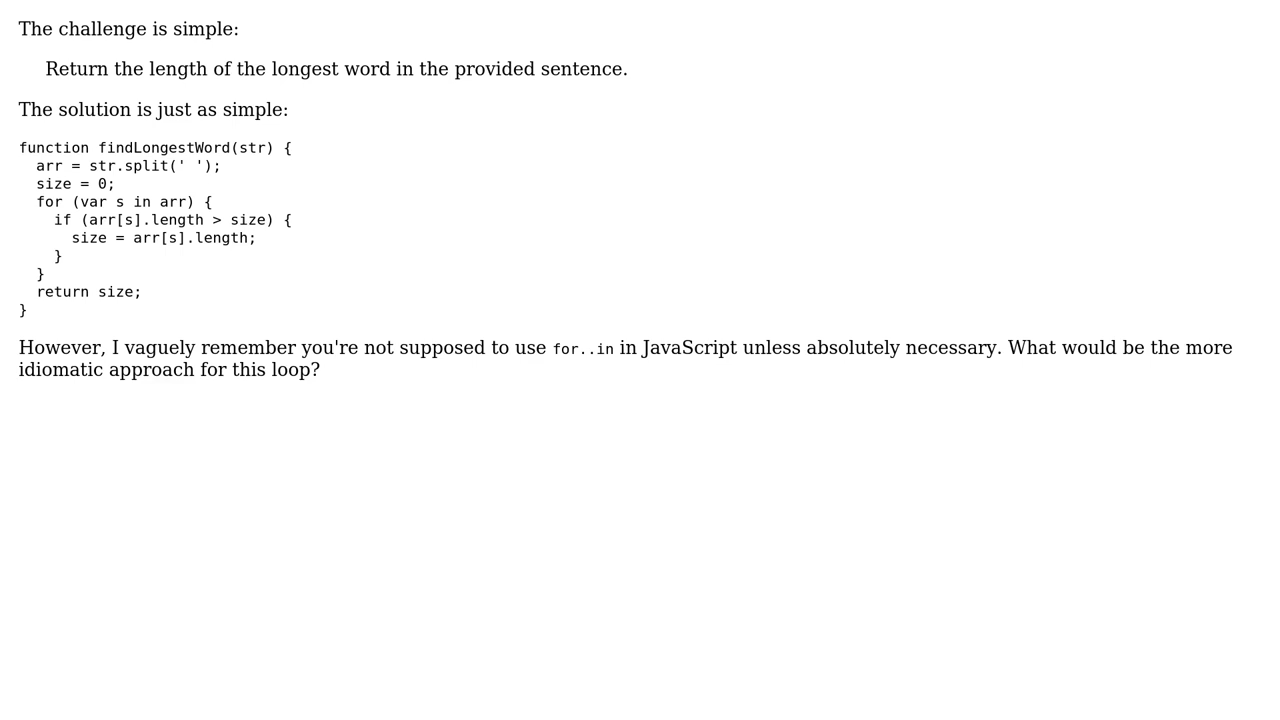 The challenge is simple:
Return the length of the longest word in the provided sentence.
The solution is just as simple:
function findLongestWord(str) {
  arr = str.split(' ');
  size = 0;
  for (var s in arr) {
    if (arr[s].length > size) {
      size = arr[s].length;
    }
  }
  return size;
}
However, I vaguely remember you're not supposed to use for..in in JavaScript unless absolutely necessary. What would be the more
idiomatic approach for this loop?